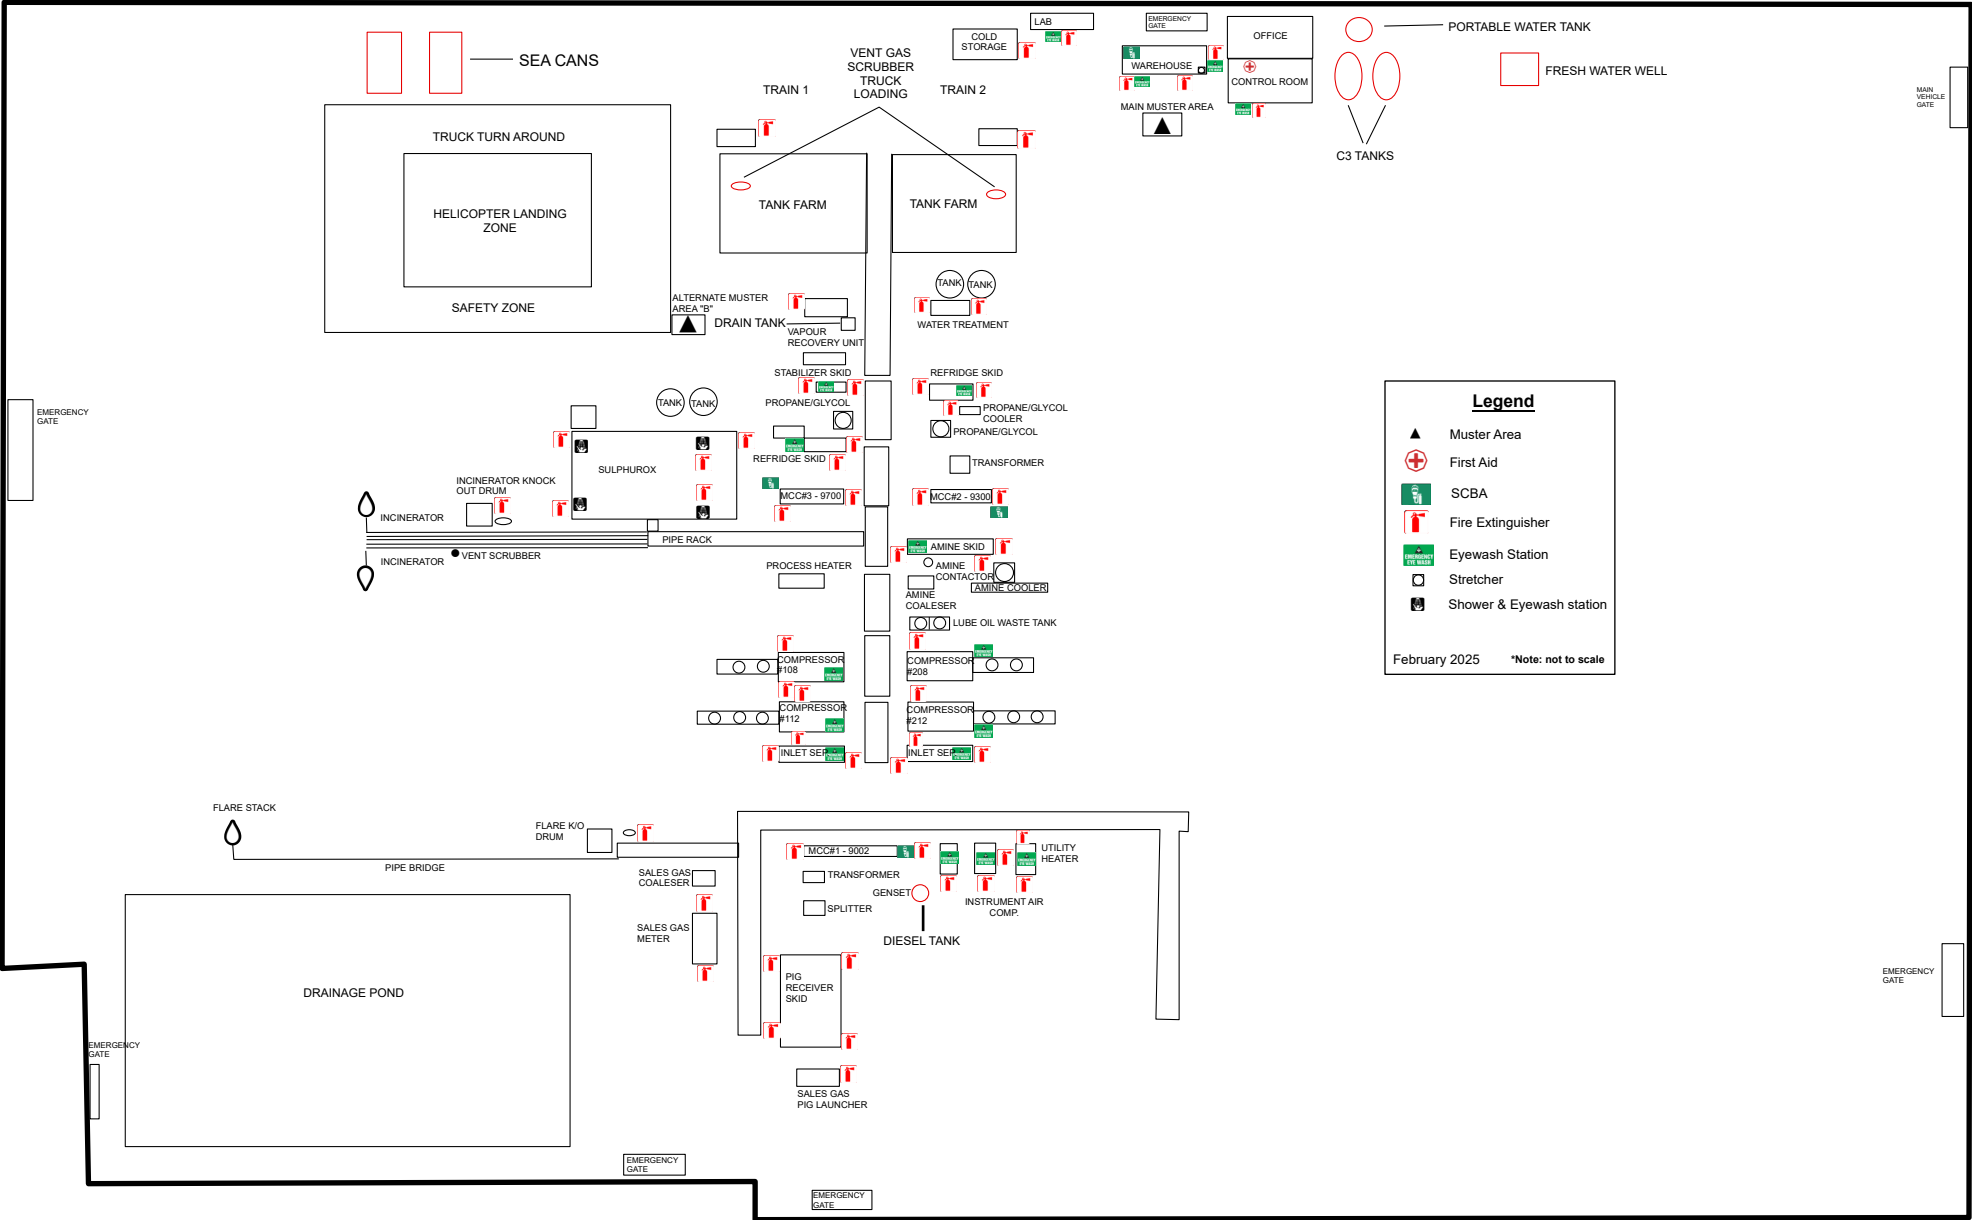 LAB
EMERGENCY
GATE
COLD
STORAGE
OFFICE
PORTABLE WATER TANK
SEA CANS
VENT GAS
SCRUBBER
TRUCK
LOADING
WAREHOUSE
CONTROL ROOM
FRESH WATER WELL
TRAIN 1
TRAIN 2
MAIN
VEHICLE
GATE
MAIN MUSTER AREA
C3 TANKS
TRUCK TURN AROUND
HELICOPTER LANDING
ZONE
SAFETY ZONE
TANK FARM
TANK FARM
TANK
TANK
ALTERNATE MUSTER
AREA "B"
DRAIN TANK
VAPOUR
RECOVERY UNIT
WATER TREATMENT
STABILIZER SKID
REFRIDGE SKID
TANK
TANK
PROPANE/GLYCOL
PROPANE/GLYCOL
COOLER
PROPANE/GLYCOL
EMERGENCY
GATE
REFRIDGE SKID
TRANSFORMER
SULPHUROX
INCINERATOR KNOCK
OUT DRUM
MCC#3 - 9700
MCC#2 - 9300
INCINERATOR
PIPE RACK
VENT SCRUBBER
INCINERATOR
AMINE SKID
AMINE
CONTACTOR
PROCESS HEATER
AMINE COOLER
AMINE
COALESER
LUBE OIL WASTE TANK
COMPRESSOR
#108
COMPRESSOR
#208
COMPRESSOR
#112
COMPRESSOR
#212
INLET SEP
INLET SEP
Legend
Muster Area
First Aid
SCBA
Fire Extinguisher
EMERGENCY
EYE WASH
Eyewash Station
Stretcher
Shower & Eyewash station
February 2025
*Note: not to scale
FLARE STACK
FLARE K/O
DRUM
PIPE BRIDGE
MCC#1 - 9002
UTILITY
HEATER
SALES GAS
COALESER
TRANSFORMER
GENSET
INSTRUMENT AIR
COMP.
SPLITTER
SALES GAS
METER
DIESEL TANK
PIG
RECEIVER
SKID
DRAINAGE POND
EMERGENCY
GATE
EMERGENCY
GATE
SALES GAS
PIG LAUNCHER
EMERGENCY
GATE
EMERGENCY
GATE